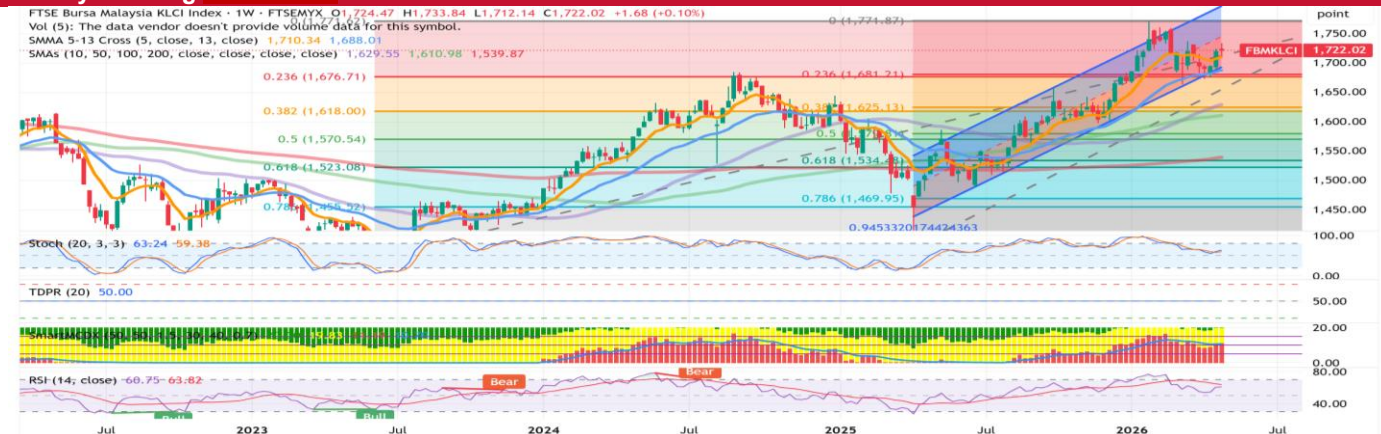 FTSE Bursa Malaysia KLCI Index · 1W · FTSEMYX O1,724.47 H1,733.84 L1,712.14 C1,722.02 +1.68 (+0.10%)
point
0 (1,771.62)
0 (1,771.87)
Vol (5): The data vendor doesn't provide volume data for this symbol.
1,750.00
SMMA 5-13 Cross (5, close, 13, close) 1,710.34 1,688.01
SMAs (10, 50, 100, 200, close, close, close, close) 1,629.55 1,610.98 1,539.87
FBMKLCI 1,722.02
1,700.00
0.236 (1,676.71)
0.236 (1,681.21)
1,650.00
0.382 (1,618.00)
1,600.00
0.5 (1,570.54)
0.5
1,550.00
0.618 (1,523.08)
1,500.00
0.786 (1,469.95)
1,450.00
0.9453320174424363
Stoch (20, 3, 3) 63.24 59.38
100.00
0.00
TDPR (20) 50.00
50.00
20.00
0.00
RSI (14, close) 60.75 63.82
80.00
Bear
Bear
40.00
Bull
Jul 2023 Jul 2024 Jul 2025 Jul 2026 Jul